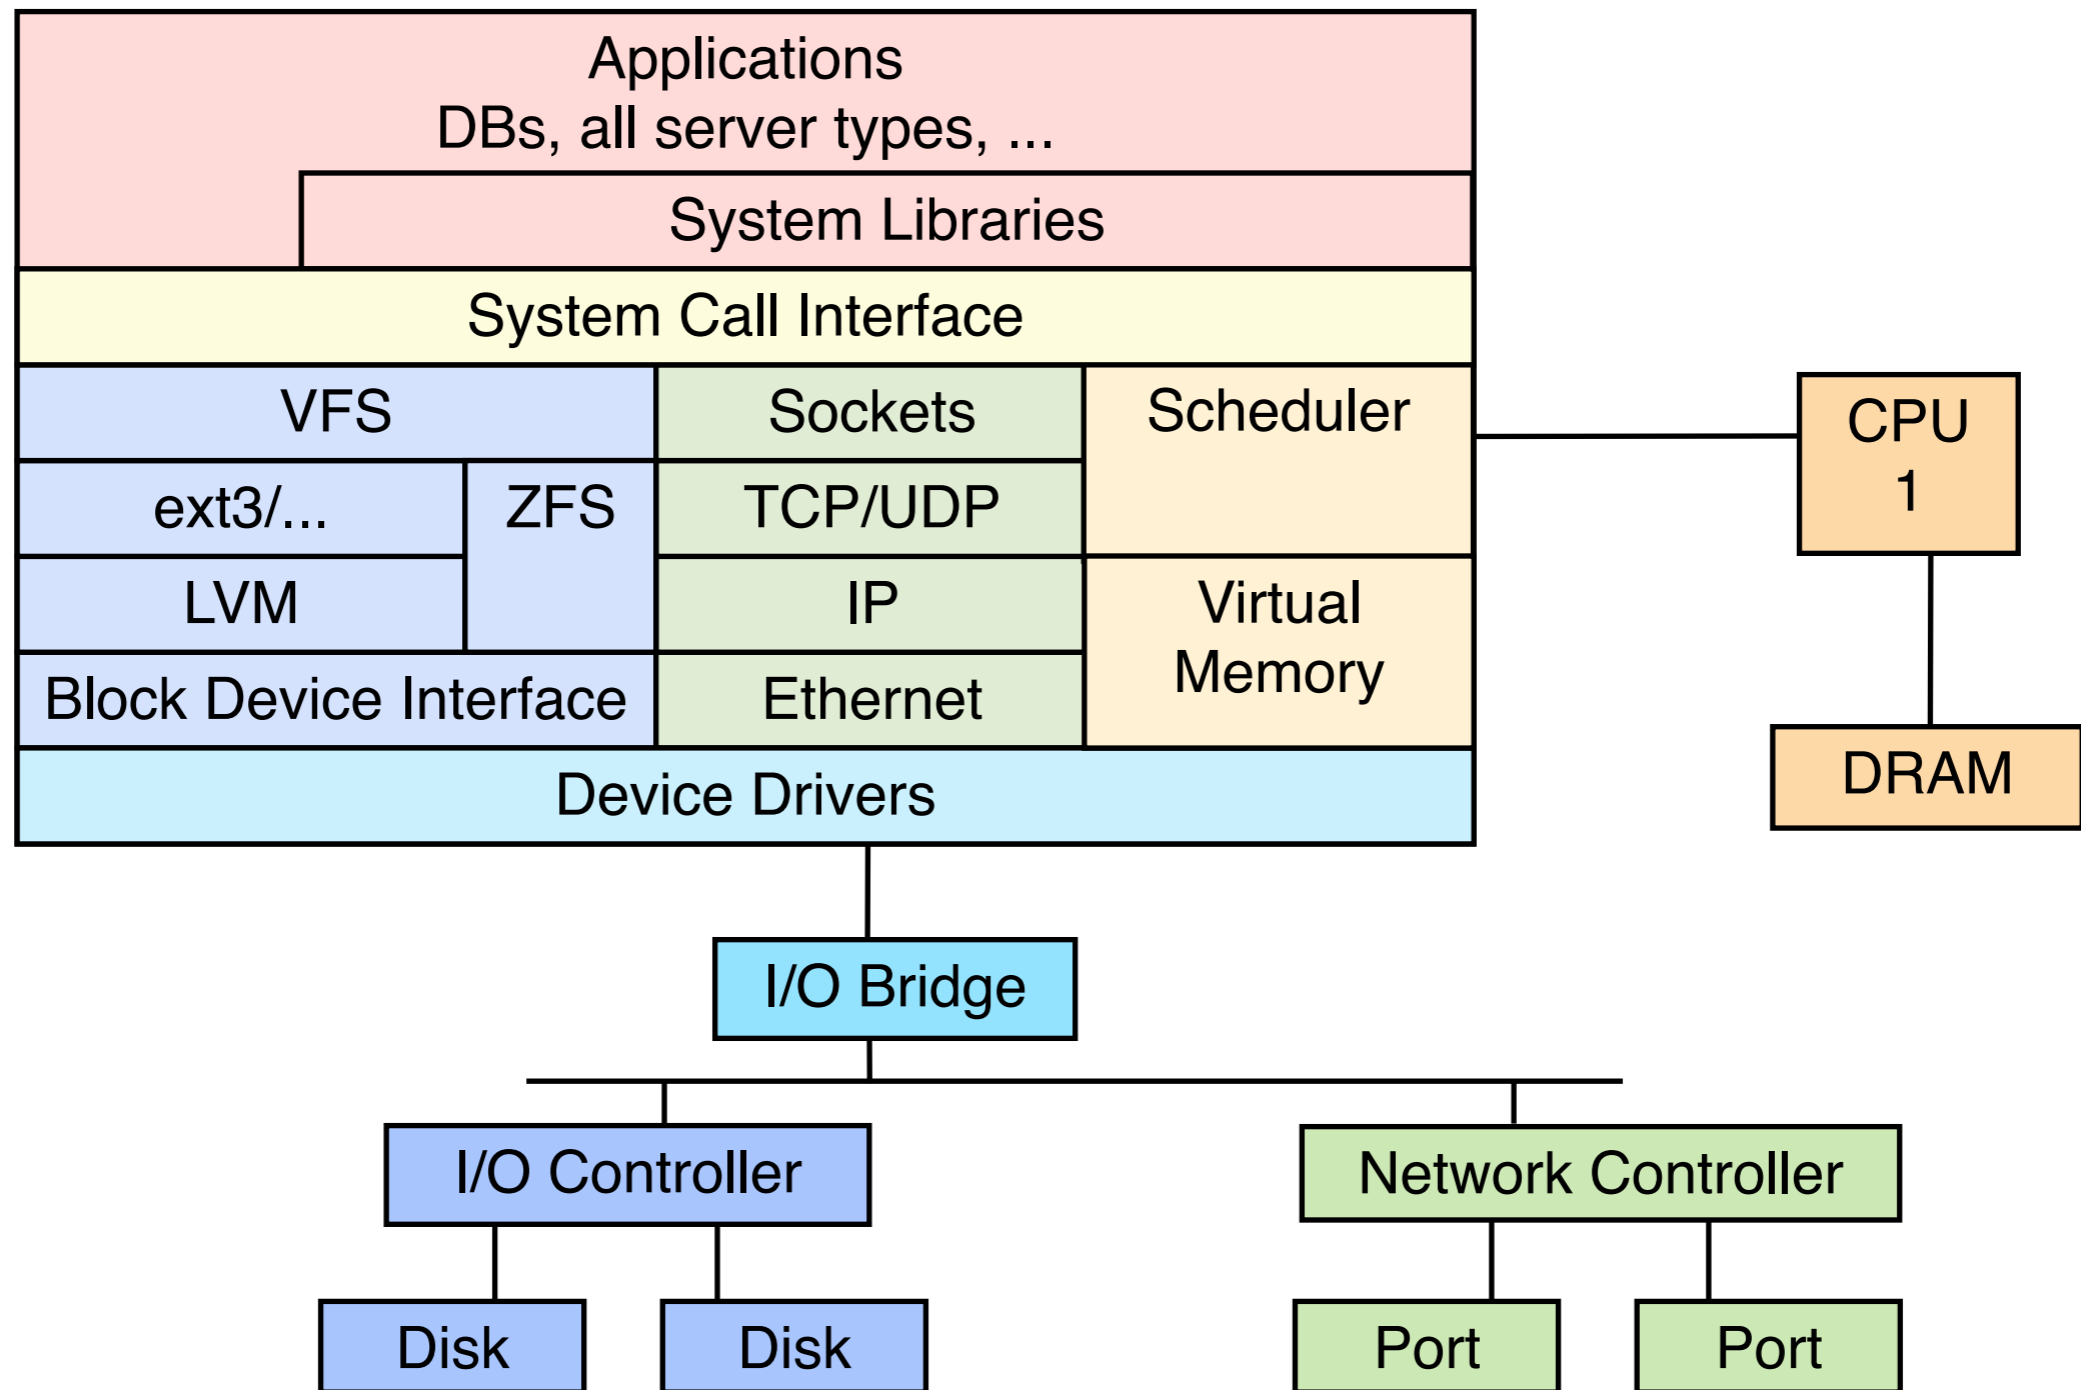 Applications
DBs, all server types, ...
System Libraries
System Call Interface
VFS
Sockets
Scheduler
CPU
1
ext3/...
ZFS
TCP/UDP
LVM
IP
Virtual
Memory
Block Device Interface
Ethernet
DRAM
Device Drivers
I/O Bridge
I/O Controller
Network Controller
Disk
Disk
Port
Port